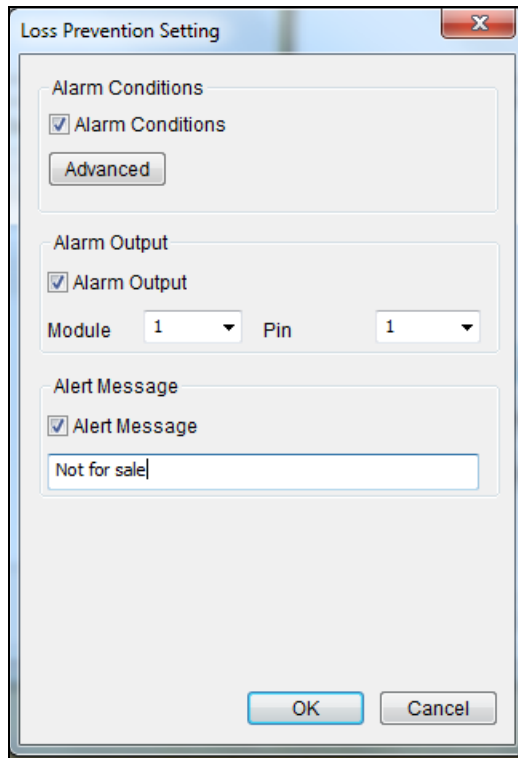 Loss Prevention Setting
Alarm Conditions
Alarm Conditions
Advanced
Alarm Output
Alarm Output
Module 1 Pin 1
Alert Message
Alert Message
Not for sale
OK Cancel